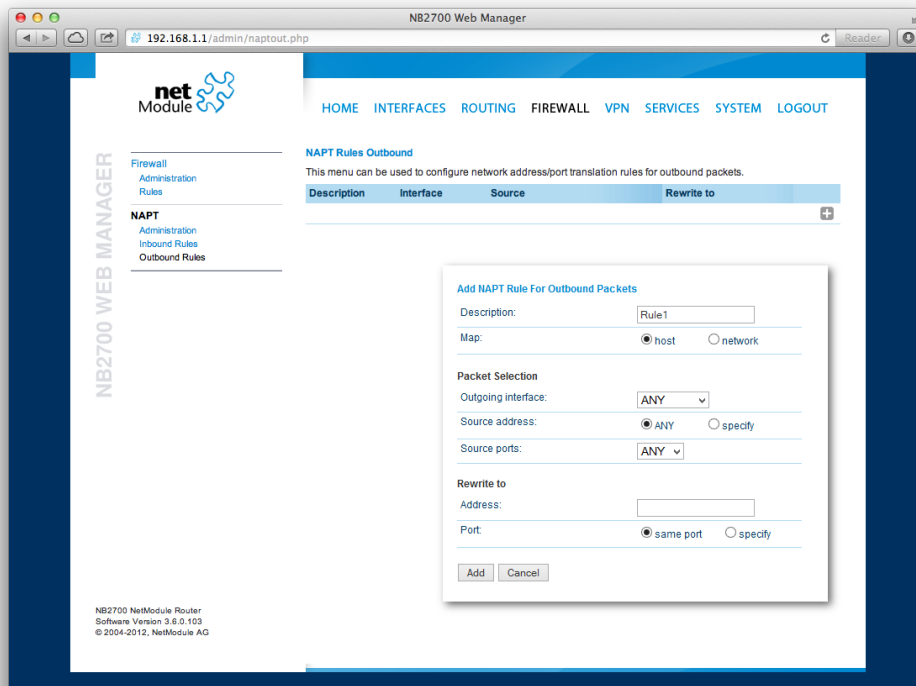 NB2700 Web Manager
192.168.1.1/admin/naptout.php
Reader
net
Module
HOME INTERFACES ROUTING FIREWALL VPN SERVICES SYSTEM LOGOUT
NB2700 WEB MANAGER
Firewall
Administration
Rules
NAPT
Administration
Inbound Rules
Outbound Rules
NAPT Rules Outbound
This menu can be used to configure network address/port translation rules for outbound packets.
Description Interface Source Rewrite to
Add NAPT Rule For Outbound Packets
Description: Rule1
Map: host network
Packet Selection
Outgoing interface: ANY
Source address: ANY specify
Source ports: ANY
Rewrite to
Address:
Port: same port specify
Add Cancel
NB2700 NetModule Router
Software Version 3.6.0.103
© 2004-2012, NetModule AG